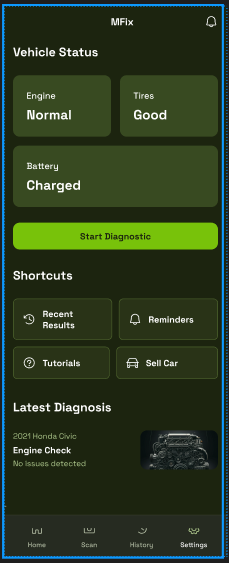 MFix
Vehicle Status
Engine
Normal
Tires
Good
Battery
Charged
Start Diagnostic
Shortcuts
Recent
Results
Reminders
Tutorials
Sell Car
Latest Diagnosis
2021 Honda Civic
Engine Check
No issues detected
Home
Scan
History
Settings